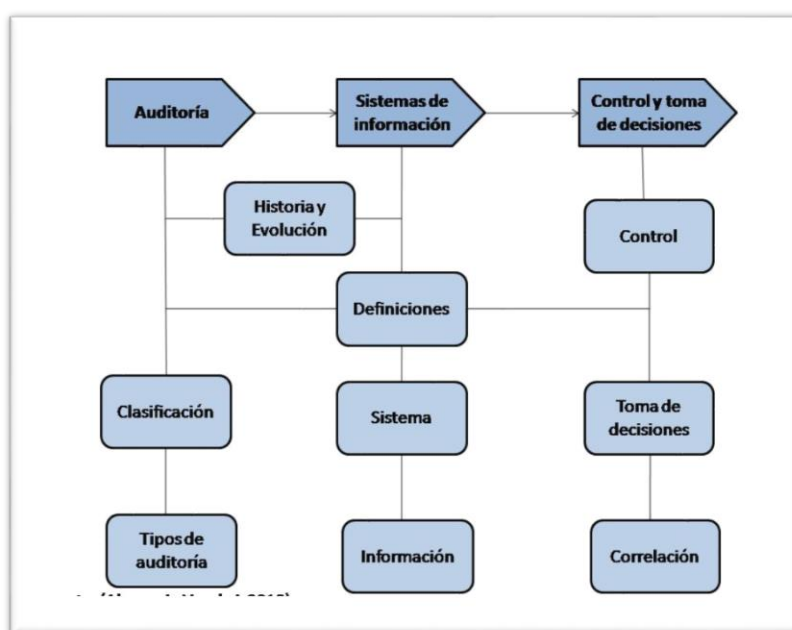 Auditoría
Sistemas de
información
Control y toma
de decisiones
Historia y
Evolución
Control
Definiciones
Clasificación
Sistema
Toma de
decisiones
Tipos de
auditoría
Información
Correlación